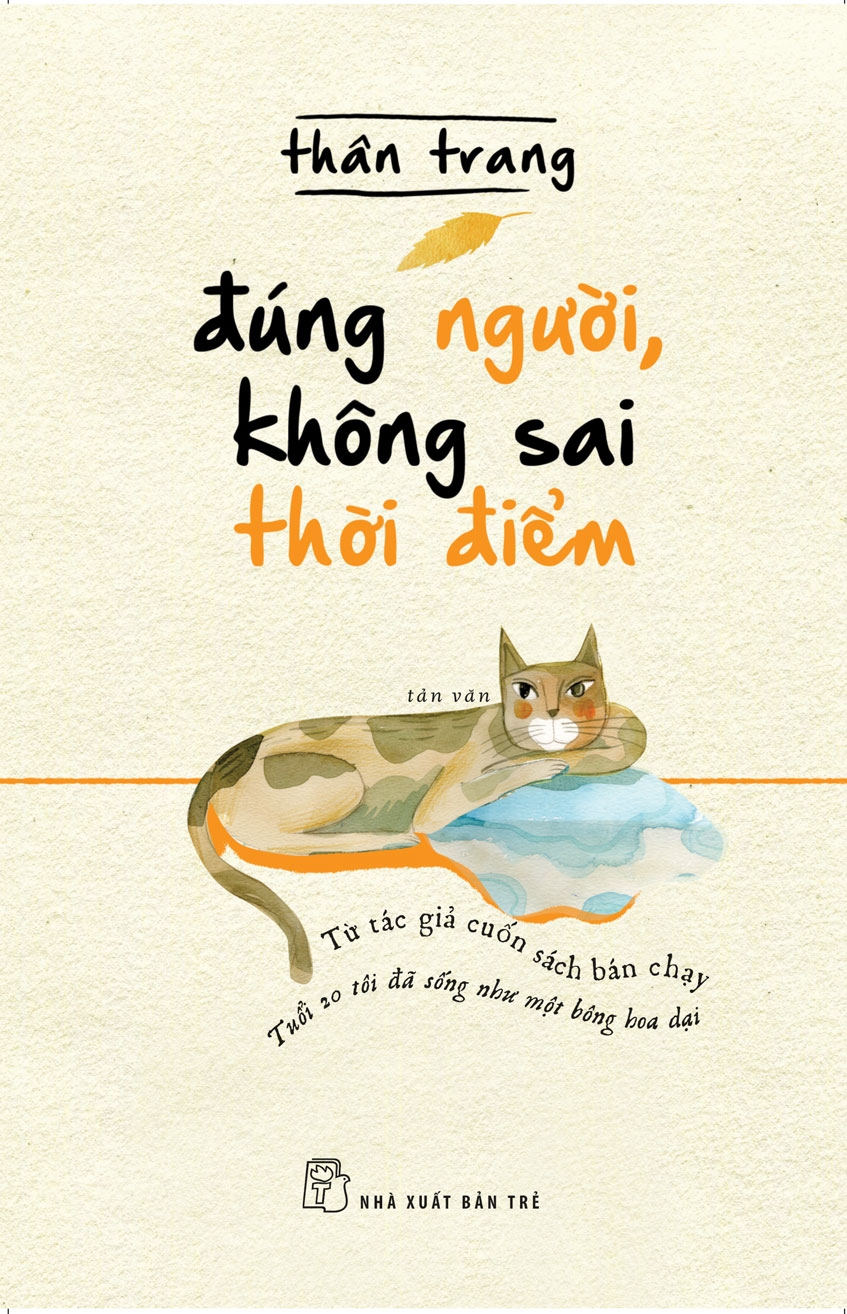 thân trang
đúng người,
không sai
thời điểm
tản văn
Từ tác giả cuốn sách bán chạy
Tuổi 20 tôi đã sống như một bông hoa dại
T
NHÀ XUẤT BẢN TRẺ